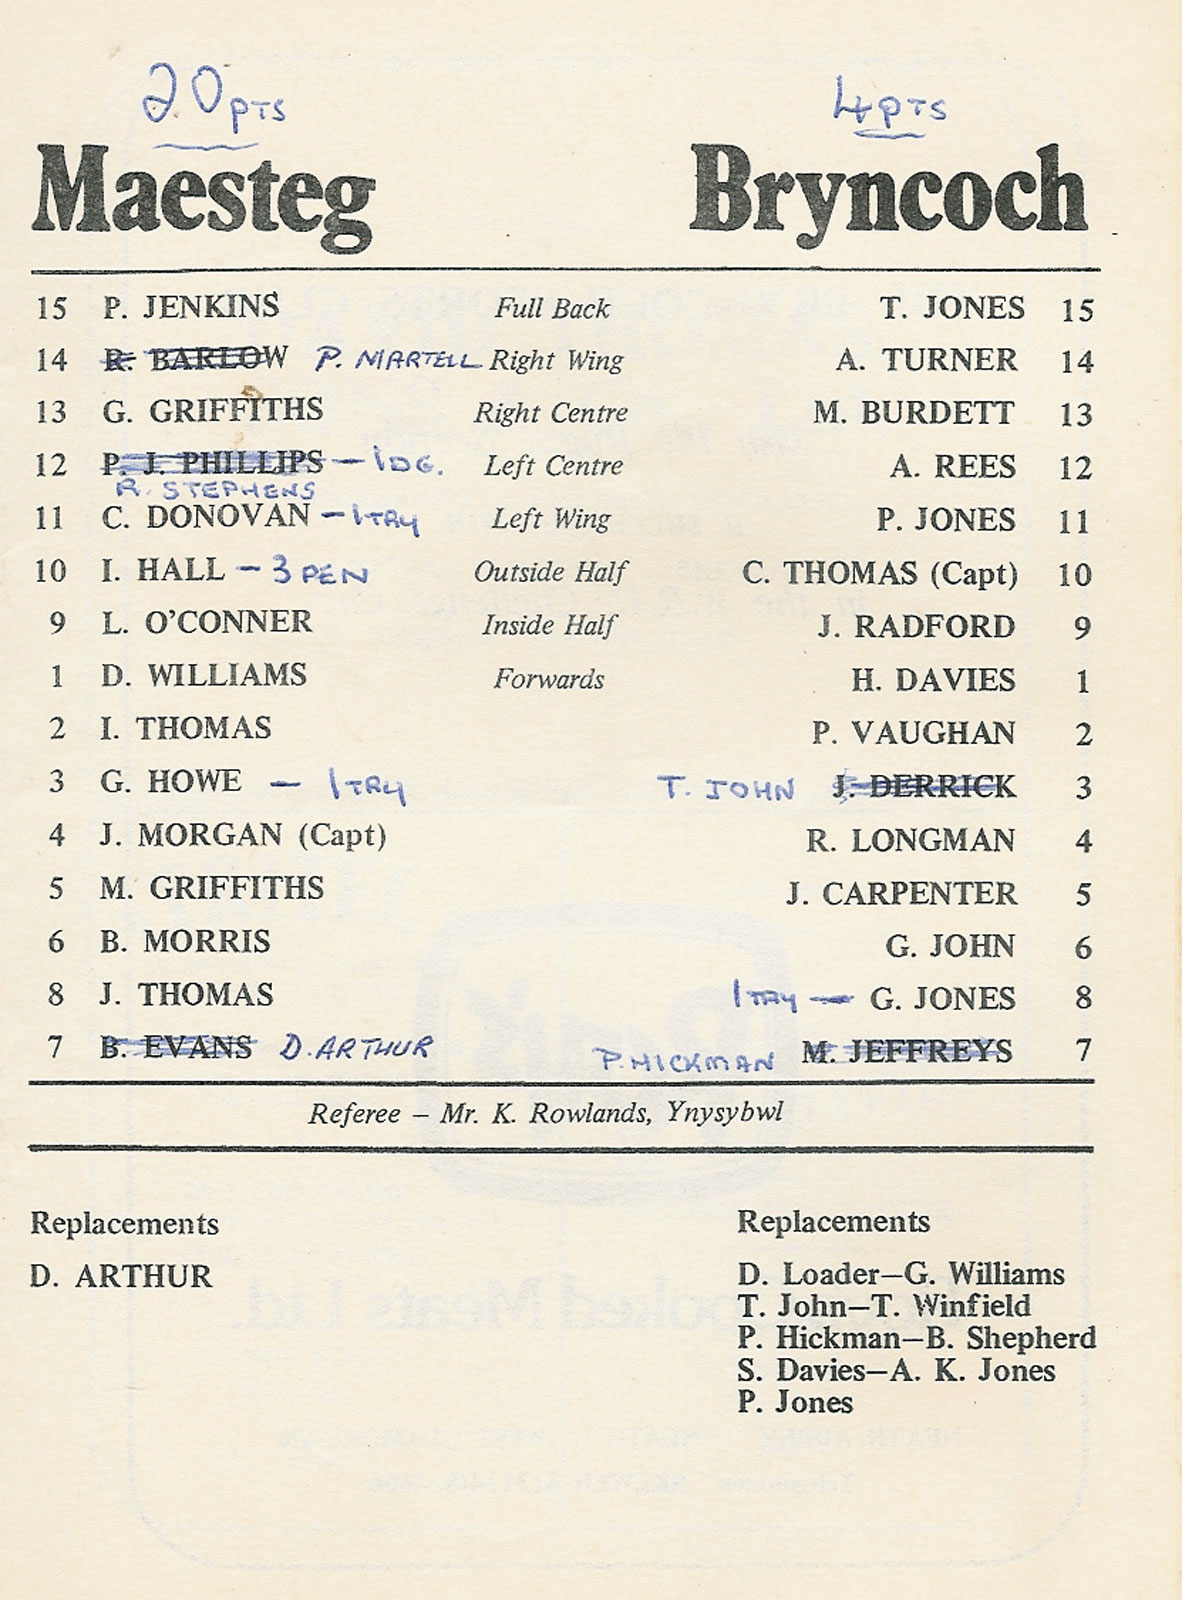 20pts 4pts
Maesteg Bryncoch
15 P. JENKINS Full Back T. JONES 15
14 R. BARLOW P. MARTELL Right Wing A. TURNER 14
13 G. GRIFFITHS Right Centre M. BURDETT 13
12 P. J. PHILLIPS – 1DG. Left Centre A. REES 12
R. STEPHENS
11 C. DONOVAN – 1TRY Left Wing P. JONES 11
10 I. HALL – 3 PEN Outside Half C. THOMAS (Capt) 10
9 L. O'CONNER Inside Half J. RADFORD 9
1 D. WILLIAMS Forwards H. DAVIES 1
2 I. THOMAS P. VAUGHAN 2
3 G. HOWE – 1TRY T. JOHN J. DERRICK 3
4 J. MORGAN (Capt) R. LONGMAN 4
5 M. GRIFFITHS J. CARPENTER 5
6 B. MORRIS G. JOHN 6
8 J. THOMAS 1TRY – G. JONES 8
7 B. EVANS D. ARTHUR P. HICKMAN M. JEFFREYS 7
Referee – Mr. K. Rowlands, Ynysybwl
Replacements
D. ARTHUR
Replacements
D. Loader–G. Williams
T. John–T. Winfield
P. Hickman–B. Shepherd
S. Davies–A. K. Jones
P. Jones